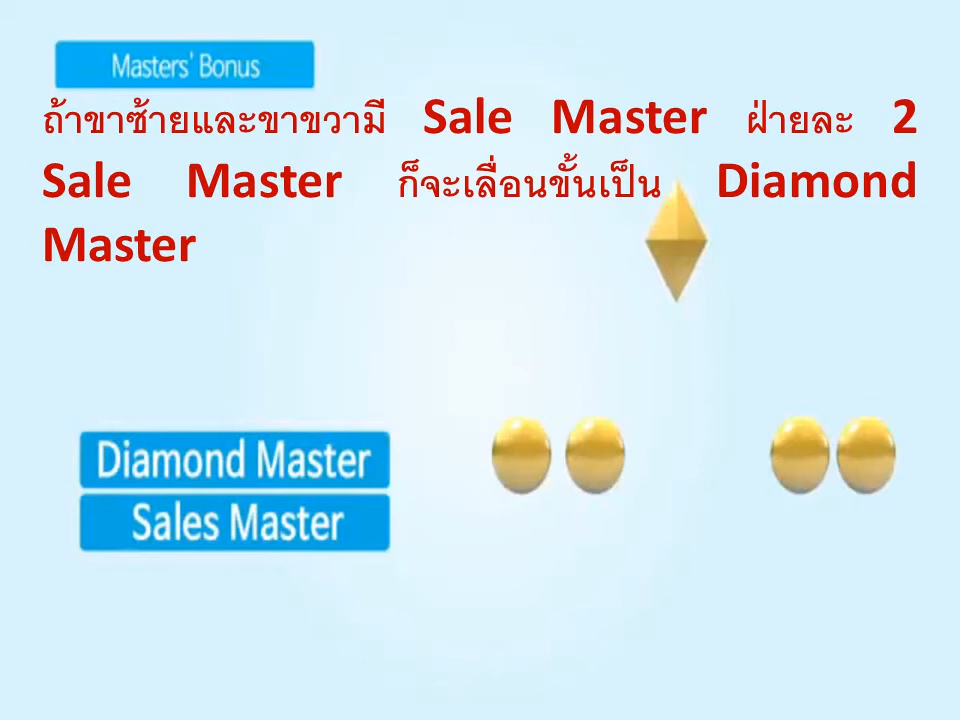 Masters' Bonus
ถ้าขาซ้ายและขาขวามี Sale Master ฝ่ายละ 2
Sale Master ก็จะเลื่อนขั้นเป็น Diamond
Master
Diamond Master
Sales Master